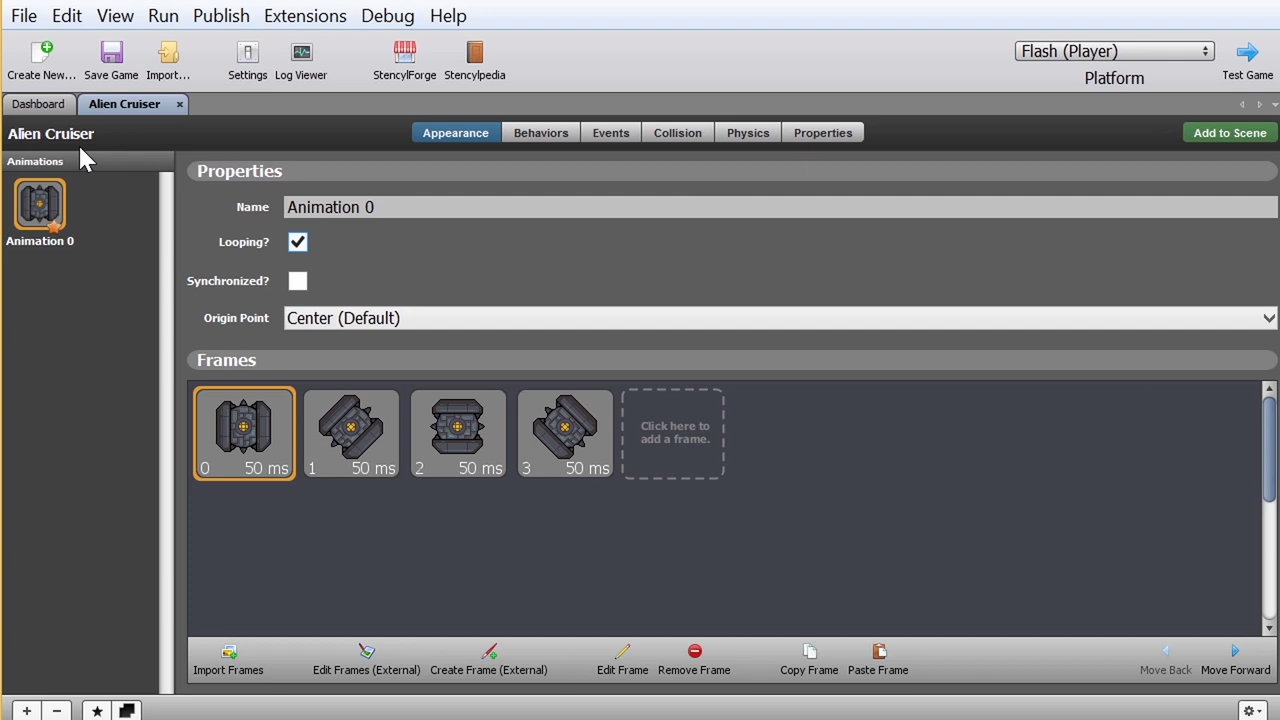 File Edit View Run Publish Extensions Debug Help
Create New... Save Game Import... Settings Log Viewer StencylForge Stencylpedia
Flash (Player)
Platform
Test Game
Dashboard Alien Cruiser
Alien Cruiser
Appearance Behaviors Events Collision Physics Properties
Add to Scene
Animations
Animation 0
Properties
Name Animation 0
Looping?
Synchronized?
Origin Point Center (Default)
Frames
0 50 ms 1 50 ms 2 50 ms 3 50 ms
Click here to
add a frame.
Import Frames Edit Frames (External) Create Frame (External) Edit Frame Remove Frame Copy Frame Paste Frame Move Back Move Forward